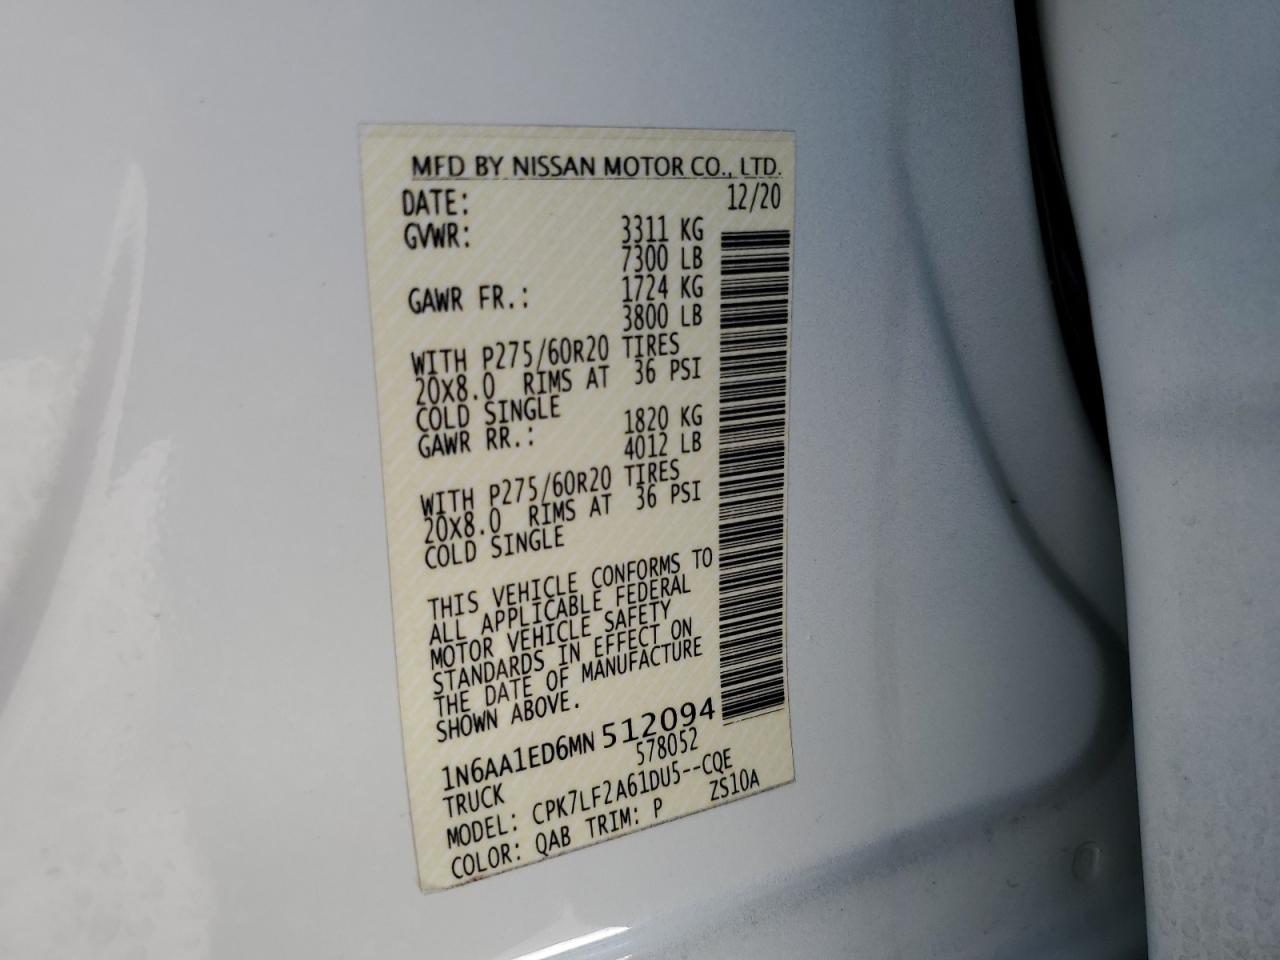 MFD BY NISSAN MOTOR CO., LTD.
DATE: 12/20
GVWR: 3311 KG
7300 LB
GAWR FR.: 1724 KG
3800 LB
WITH P275/60R20 TIRES
20X8.0 RIMS AT 36 PSI
COLD SINGLE
GAWR RR.: 1820 KG
4012 LB
WITH P275/60R20 TIRES
20X8.0 RIMS AT 36 PSI
COLD SINGLE
THIS VEHICLE CONFORMS TO
ALL APPLICABLE FEDERAL
MOTOR VEHICLE SAFETY
STANDARDS IN EFFECT ON
THE DATE OF MANUFACTURE
SHOWN ABOVE.
1N6AA1ED6MN512094
TRUCK 578052
MODEL: CPK7LF2A61DU5--CQE
COLOR: QAB TRIM: P ZS10A